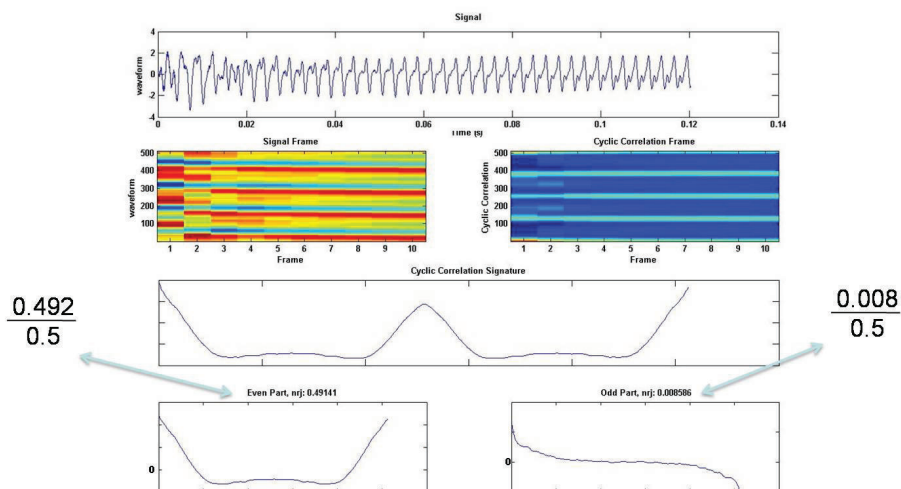 Signal
waveform
4
2
0
-2
-4
0
0.02
0.04
0.06
0.08
0.1
0.12
0.14
Time (s)
Signal Frame
waveform
500
400
300
200
100
1 2 3 4 5 6 7 8 9 10
Frame
Cyclic Correlation Frame
Cyclic Correlation
500
400
300
200
100
1 2 3 4 5 6 7 8 9 10
Frame
Cyclic Correlation Signature
0.492
0.5
0.008
0.5
Even Part, nrj: 0.49141
0
Odd Part, nrj: 0.008586
0